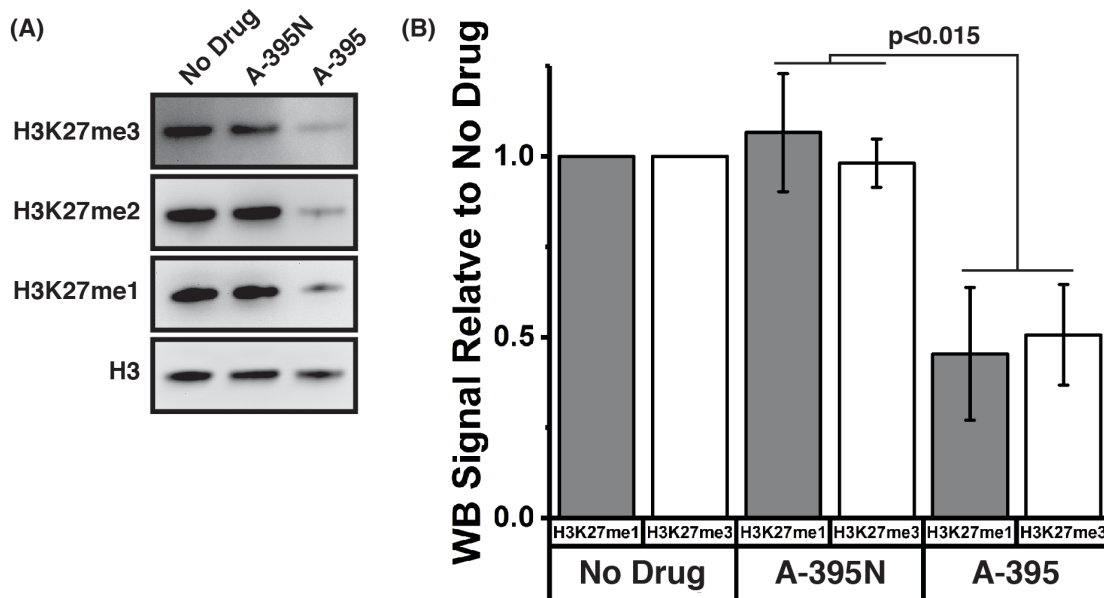 (A)
No Drug
A-395N
A-395
H3K27me3
H3K27me2
H3K27me1
H3
(B)
p<0.015
WB Signal Relatve to No Drug
1.0
0.5
0.0
H3K27me1 H3K27me3 H3K27me1 H3K27me3 H3K27me1 H3K27me3
No Drug A-395N A-395